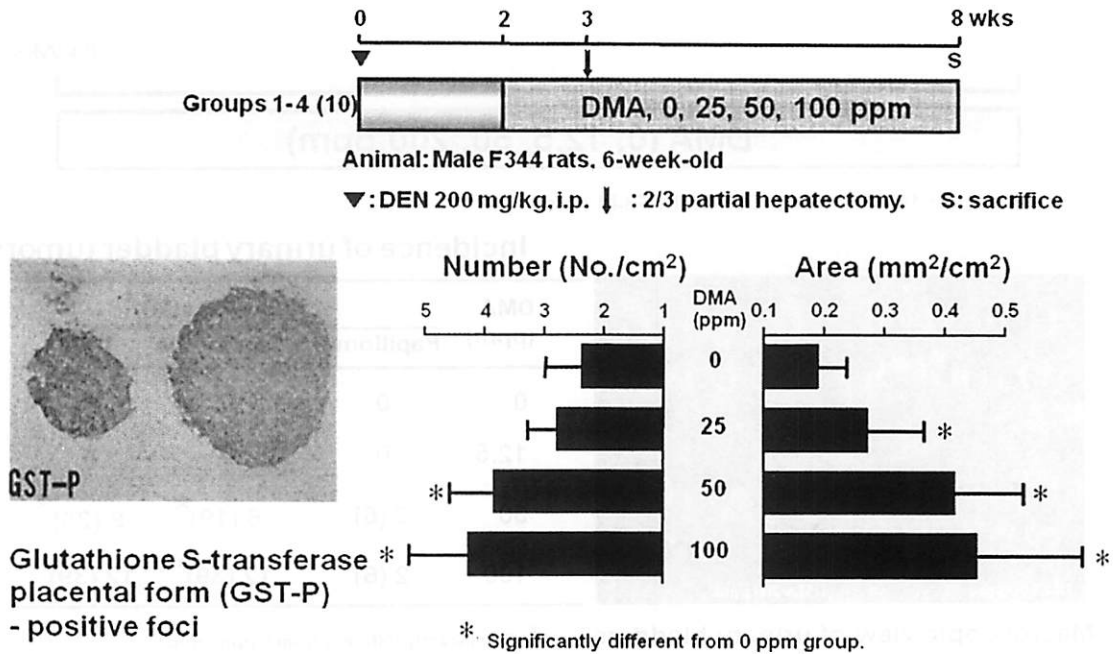 0 2 3 8 wks
S
Groups 1-4 (10)
DMA, 0, 25, 50, 100 ppm
Animal: Male F344 rats, 6-week-old
▼: DEN 200 mg/kg, i.p. ↓ : 2/3 partial hepatectomy. S: sacrifice
Number (No./cm²) Area (mm²/cm²)
5 4 3 2 1 DMA (ppm) 0.1 0.2 0.3 0.4 0.5
0
25 *
* 50 *
* 100 *
GST-P
Glutathione S-transferase
placental form (GST-P)
- positive foci
* Significantly different from 0 ppm group.